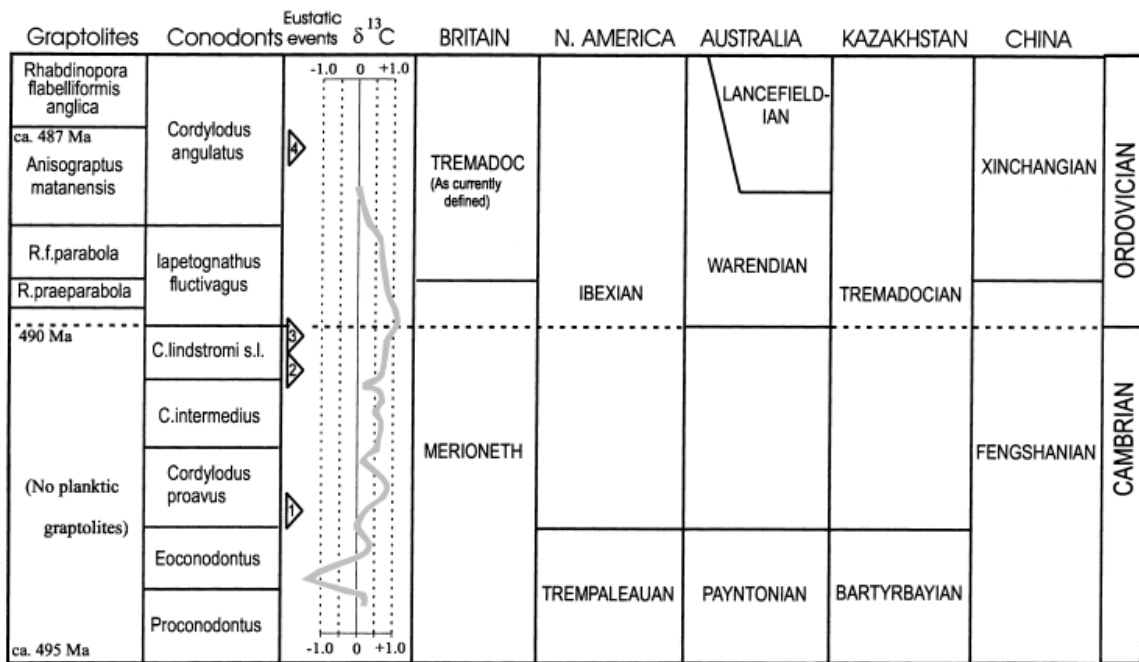 Graptolites
Conodonts
Eustatic
events
δ 13C
BRITAIN
N. AMERICA
AUSTRALIA
KAZAKHSTAN
CHINA
Rhabdinopora
flabelliformis
anglica
ca. 487 Ma
Anisograptus
matanensis
R.f.parabola
R.praeparabola
490 Ma
(No planktic
graptolites)
ca. 495 Ma
Cordylodus
angulatus
Iapetognathus
fluctivagus
C.lindstromi s.l.
C.intermedius
Cordylodus
proavus
Eoconodontus
Proconodontus
4
3
2
1
-1.0 0 +1.0
-1.0 0 +1.0
TREMADOC
(As currently
defined)
MERIONETH
IBEXIAN
TREMPALEAUAN
LANCEFIELD-
IAN
WARENDIAN
PAYNTONIAN
TREMADOCIAN
BARTYRBAYIAN
XINCHANGIAN
FENGSHANIAN
ORDOVICIAN
CAMBRIAN